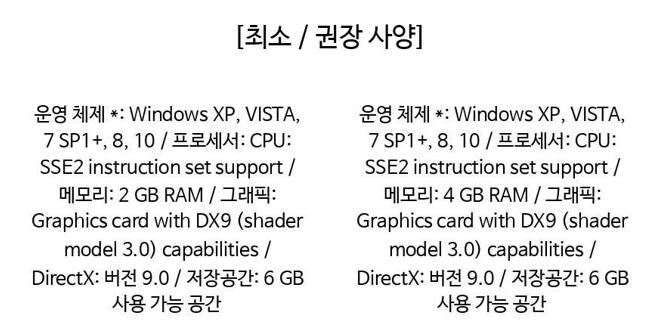 [최소 / 권장 사양]
운영 체제 *: Windows XP, VISTA,
7 SP1+, 8, 10 / 프로세서: CPU:
SSE2 instruction set support /
메모리: 2 GB RAM / 그래픽:
Graphics card with DX9 (shader
model 3.0) capabilities /
DirectX: 버전 9.0 / 저장공간: 6 GB
사용 가능 공간
운영 체제 *: Windows XP, VISTA,
7 SP1+, 8, 10 / 프로세서: CPU:
SSE2 instruction set support /
메모리: 4 GB RAM / 그래픽:
Graphics card with DX9 (shader
model 3.0) capabilities /
DirectX: 버전 9.0 / 저장공간: 6 GB
사용 가능 공간